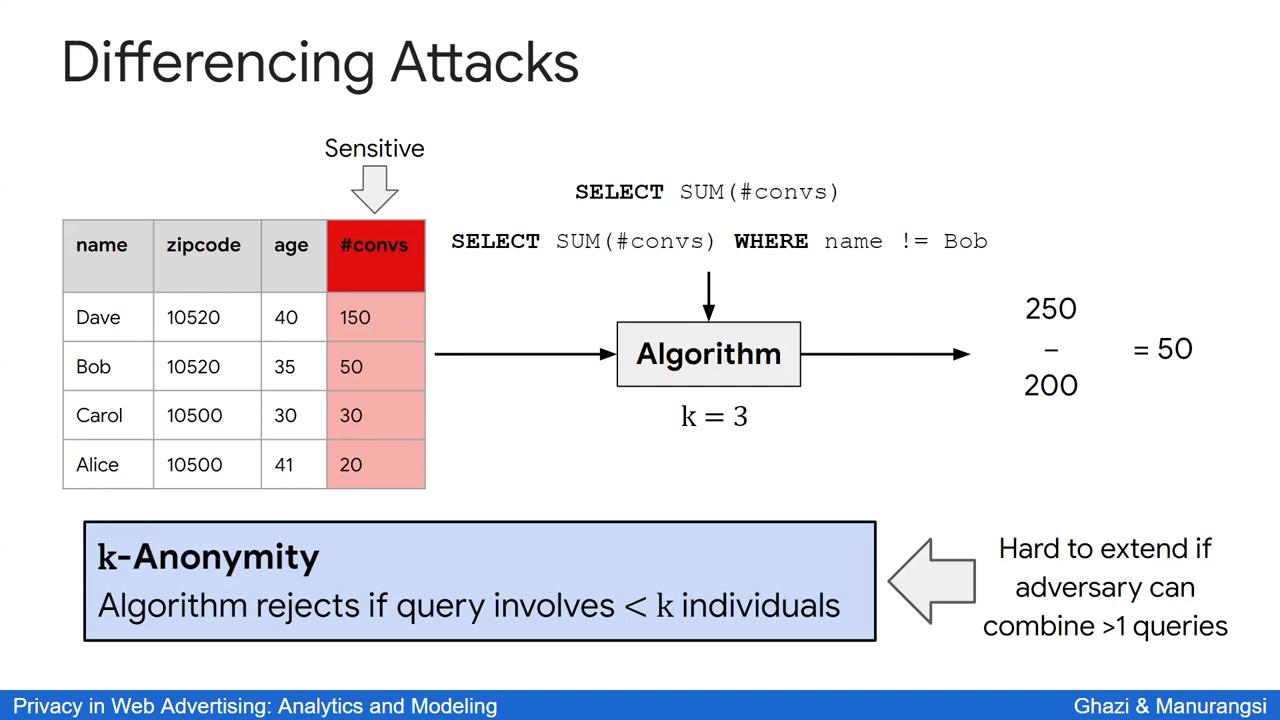 Differencing Attacks
Sensitive
name zipcode age #convs
Dave 10520 40 150
Bob 10520 35 50
Carol 10500 30 30
Alice 10500 41 20
SELECT SUM(#convs)
SELECT SUM(#convs) WHERE name != Bob
Algorithm
k = 3
250
–
200
= 50
k-Anonymity
Algorithm rejects if query involves < k individuals
Hard to extend if
adversary can
combine >1 queries
Privacy in Web Advertising: Analytics and Modeling
Ghazi & Manurangsi